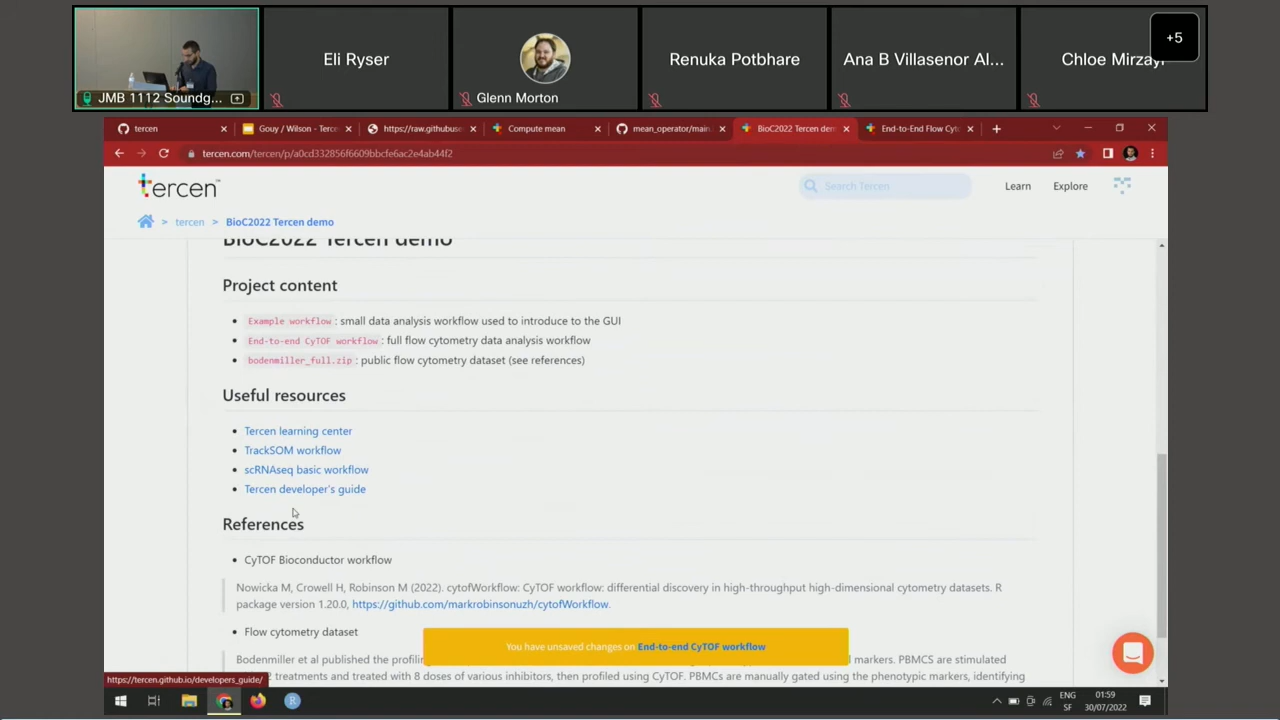 JMB 1112 Soundg...
Eli Ryser
Glenn Morton
Renuka Potbhare
Ana B Villasenor Al...
Chloe Mirzayi
+5
tercen
Gouy / Wilson - Terce
https://raw.githubuse
Compute mean
mean_operator/main.
BioC2022 Tercen dem
End-to-End Flow Cyto
tercen.com/tercen/p/a0cd332856f6609bbcfe6ac2e4ab44f2
tercen™
Search Tercen
Learn
Explore
> tercen > BioC2022 Tercen demo
BioC2022 Tercen demo
Project content
Example workflow : small data analysis workflow used to introduce to the GUI
End-to-end CyTOF workflow : full flow cytometry data analysis workflow
bodenmiller_full.zip : public flow cytometry dataset (see references)
Useful resources
Tercen learning center
TrackSOM workflow
scRNAseq basic workflow
Tercen developer's guide
References
CyTOF Bioconductor workflow
Nowicka M, Crowell H, Robinson M (2022). cytofWorkflow: CyTOF workflow: differential discovery in high-throughput high-dimensional cytometry datasets. R
package version 1.20.0, https://github.com/markrobinsonuzh/cytofWorkflow.
Flow cytometry dataset
You have unsaved changes on End-to-end CyTOF workflow
Bodenmiller et al published the profiling
l markers. PBMCS are stimulated
2 treatments and treated with 8 doses of various inhibitors, then profiled using CyTOF. PBMCs are manually gated using the phenotypic markers, identifying
https://tercen.github.io/developers_guide/
ENG
SF
01:59
30/07/2022